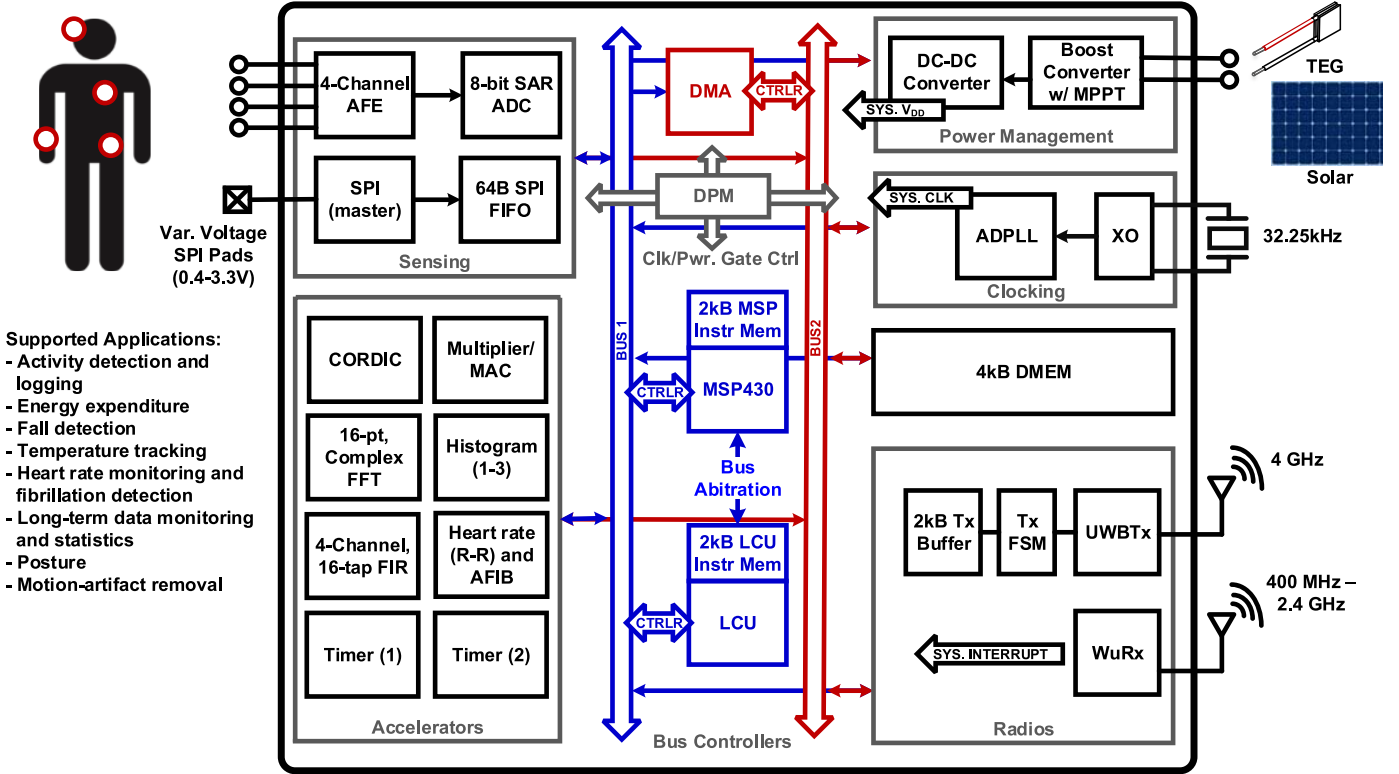 4-Channel
AFE
8-bit SAR
ADC
SPI
(master)
64B SPI
FIFO
Sensing
Var. Voltage
SPI Pads
(0.4-3.3V)
Supported Applications:
- Activity detection and
logging
- Energy expenditure
- Fall detection
- Temperature tracking
- Heart rate monitoring and
fibrillation detection
- Long-term data monitoring
and statistics
- Posture
- Motion-artifact removal
CORDIC
Multiplier/
MAC
16-pt,
Complex
FFT
Histogram
(1-3)
4-Channel,
16-tap FIR
Heart rate
(R-R) and
AFIB
Timer (1)
Timer (2)
Accelerators
BUS 1
DMA
CTRLR
DPM
Clk/Pwr. Gate Ctrl
2kB MSP
Instr Mem
MSP430
CTRLR
Bus
Abitration
2kB LCU
Instr Mem
LCU
CTRLR
Bus Controllers
BUS2
DC-DC
Converter
Boost
Converter
w/ MPPT
SYS. VDD
Power Management
TEG
Solar
SYS. CLK
ADPLL
XO
Clocking
32.25kHz
4kB DMEM
2kB Tx
Buffer
Tx
FSM
UWBTx
4 GHz
SYS. INTERRUPT
WuRx
400 MHz –
2.4 GHz
Radios